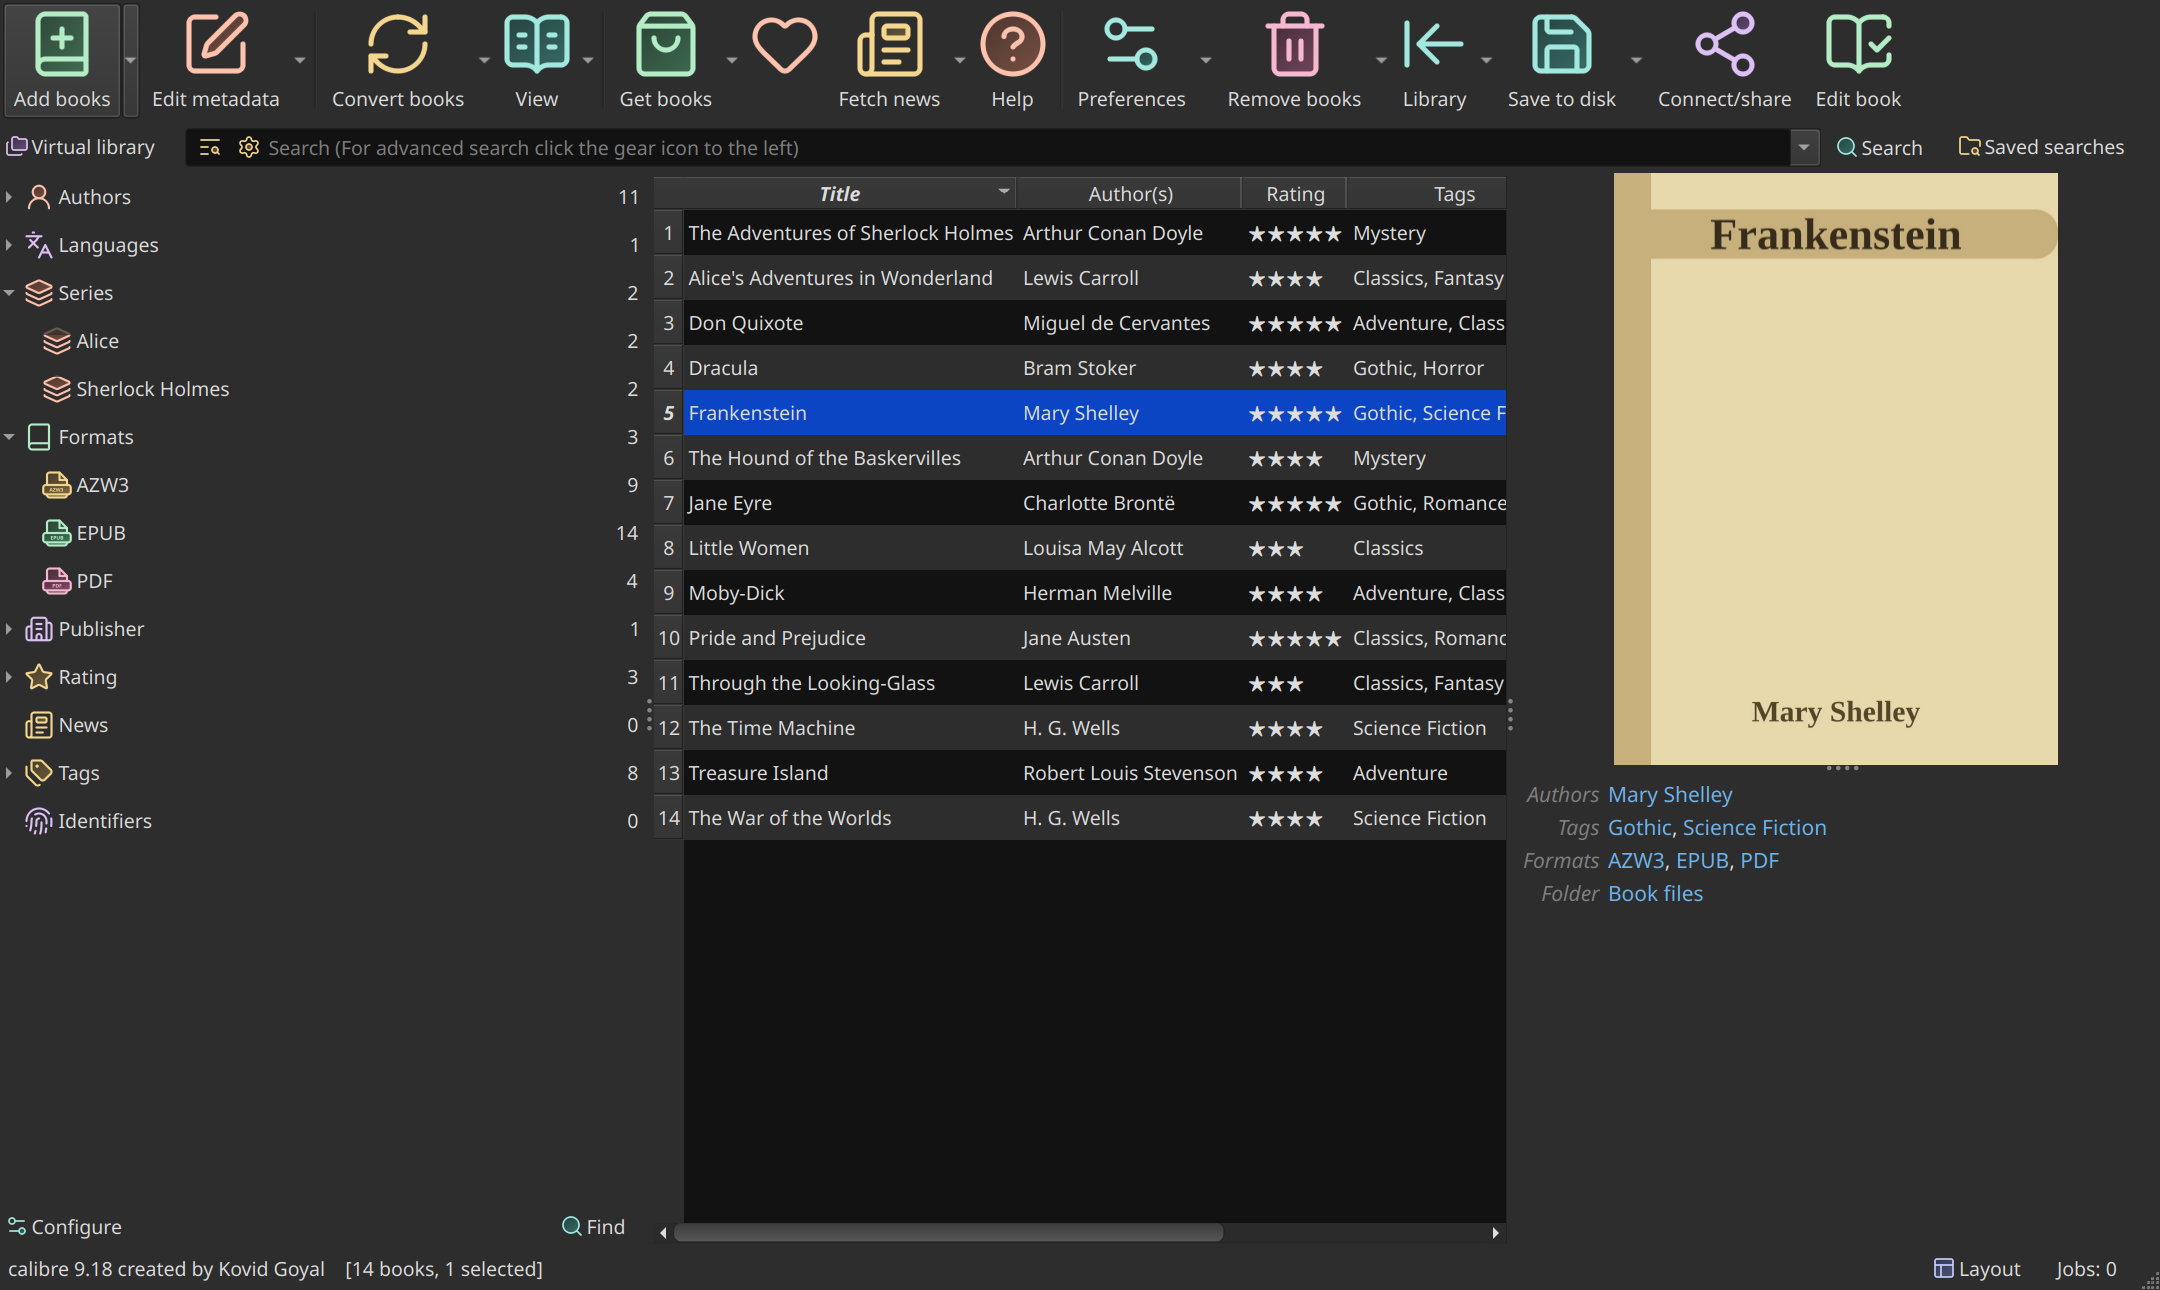 Add books Edit metadata Convert books View Get books Fetch news Help Preferences Remove books Library Save to disk Connect/share Edit book
Virtual library Search (For advanced search click the gear icon to the left) Search Saved searches
Authors 11
Languages 1
Series 2
Alice 2
Sherlock Holmes 2
Formats 3
AZW3 9
EPUB 14
PDF 4
Publisher 1
Rating 3
News 0
Tags 8
Identifiers 0
Configure Find
Title Author(s) Rating Tags
1 The Adventures of Sherlock Holmes Arthur Conan Doyle ★★★★★ Mystery
2 Alice's Adventures in Wonderland Lewis Carroll ★★★★ Classics, Fantasy
3 Don Quixote Miguel de Cervantes ★★★★★ Adventure, Class
4 Dracula Bram Stoker ★★★★ Gothic, Horror
5 Frankenstein Mary Shelley ★★★★★ Gothic, Science F
6 The Hound of the Baskervilles Arthur Conan Doyle ★★★★ Mystery
7 Jane Eyre Charlotte Brontë ★★★★★ Gothic, Romance
8 Little Women Louisa May Alcott ★★★ Classics
9 Moby-Dick Herman Melville ★★★★ Adventure, Class
10 Pride and Prejudice Jane Austen ★★★★★ Classics, Romanc
11 Through the Looking-Glass Lewis Carroll ★★★ Classics, Fantasy
12 The Time Machine H. G. Wells ★★★★ Science Fiction
13 Treasure Island Robert Louis Stevenson ★★★★ Adventure
14 The War of the Worlds H. G. Wells ★★★★ Science Fiction
Frankenstein
Mary Shelley
Authors Mary Shelley
Tags Gothic, Science Fiction
Formats AZW3, EPUB, PDF
Folder Book files
calibre 9.18 created by Kovid Goyal [14 books, 1 selected] Layout Jobs: 0